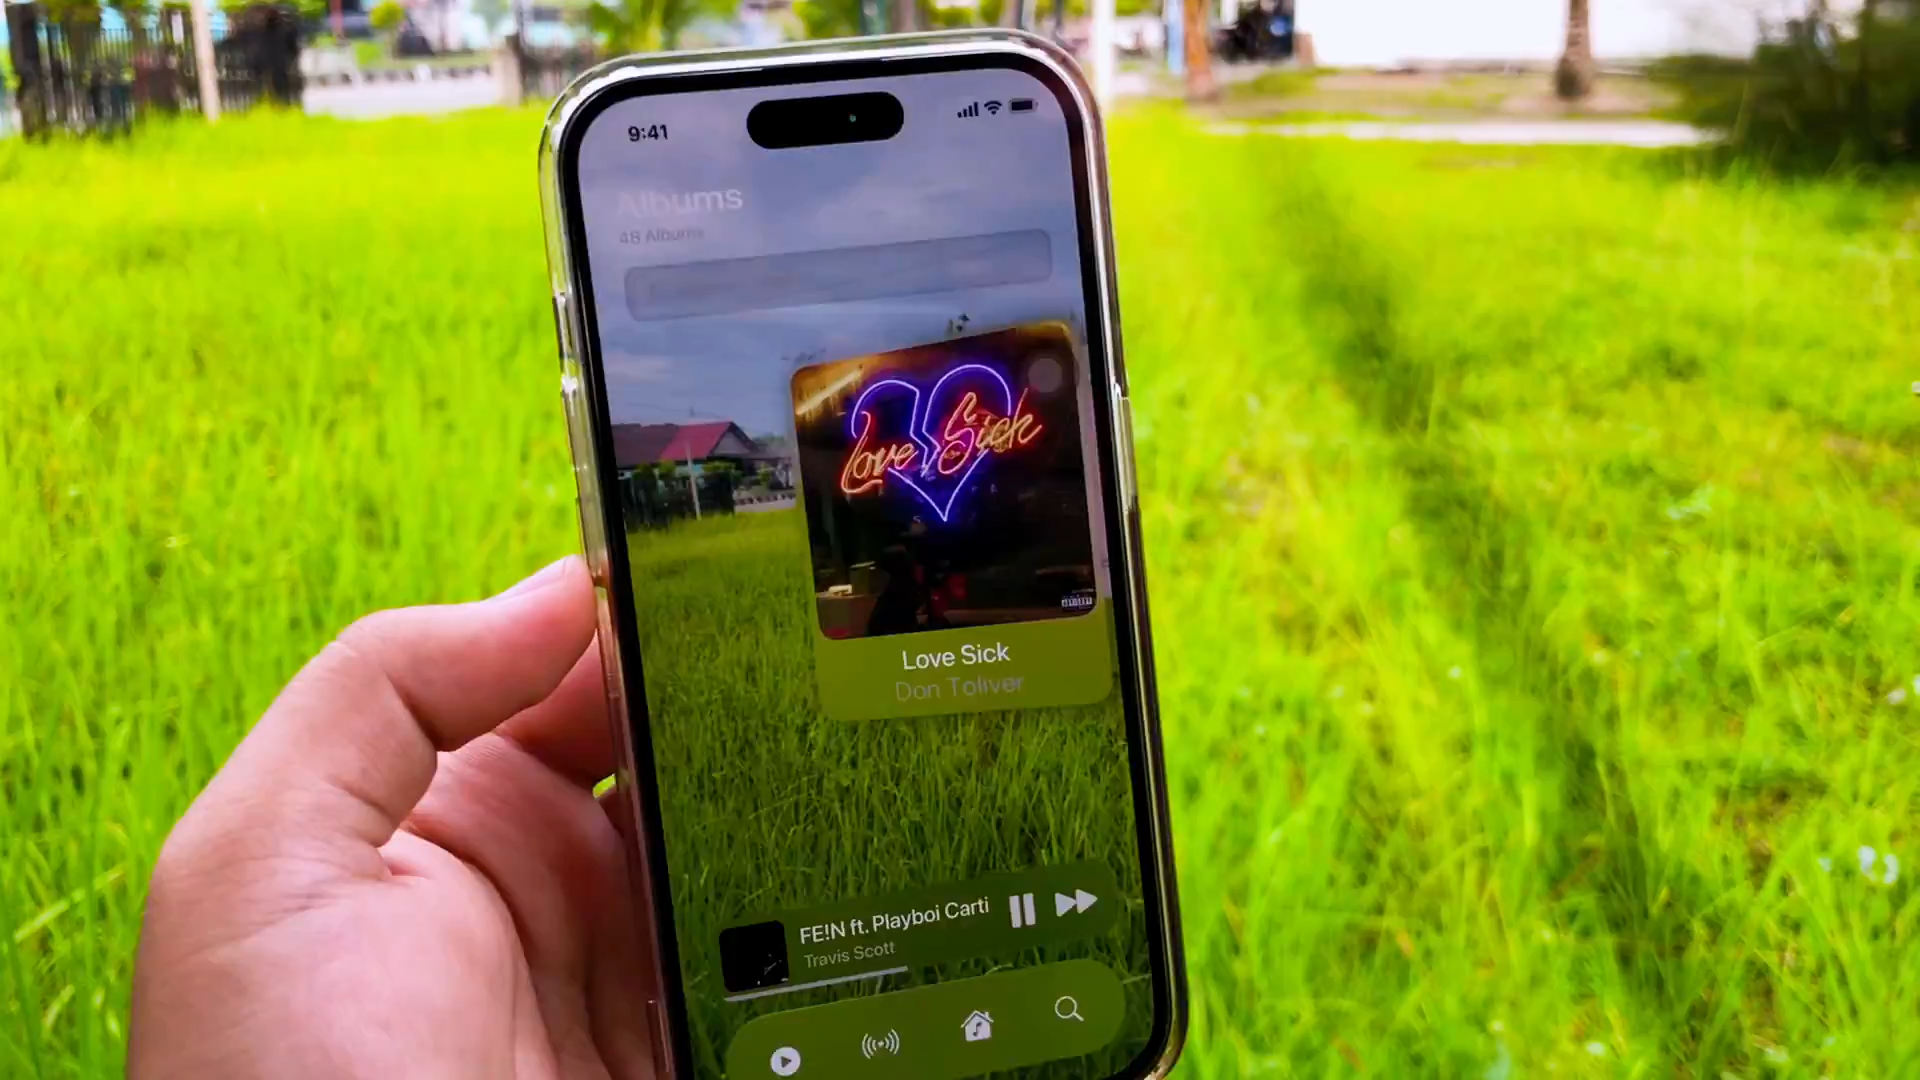 9:41
Albums
48 Albums
Love Sick
Love Sick
Don Toliver
FE!N ft. Playboi Carti
Travis Scott